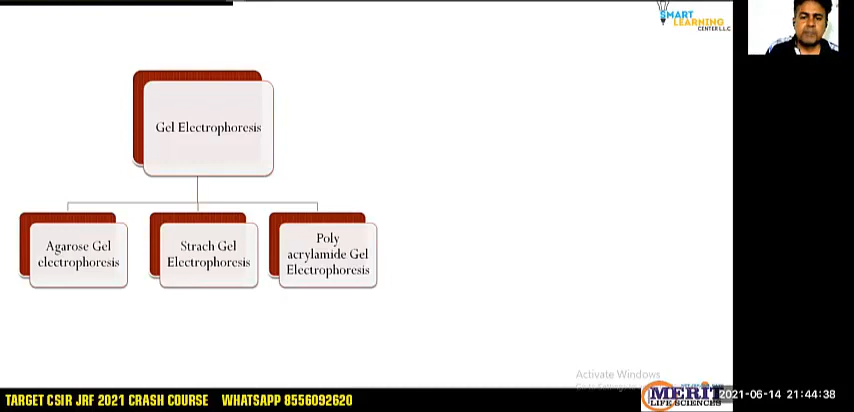 SMART
LEARNING
CENTER L.L.C
Gel Electrophoresis
Agarose Gel
electrophoresis
Strach Gel
Electrophoresis
Poly
acrylamide Gel
Electrophoresis
Activate Windows
MERIT
LIFE SCIENCES
2021-06-14 21:44:38
TARGET CSIR JRF 2021 CRASH COURSE WHATSAPP 8556092620